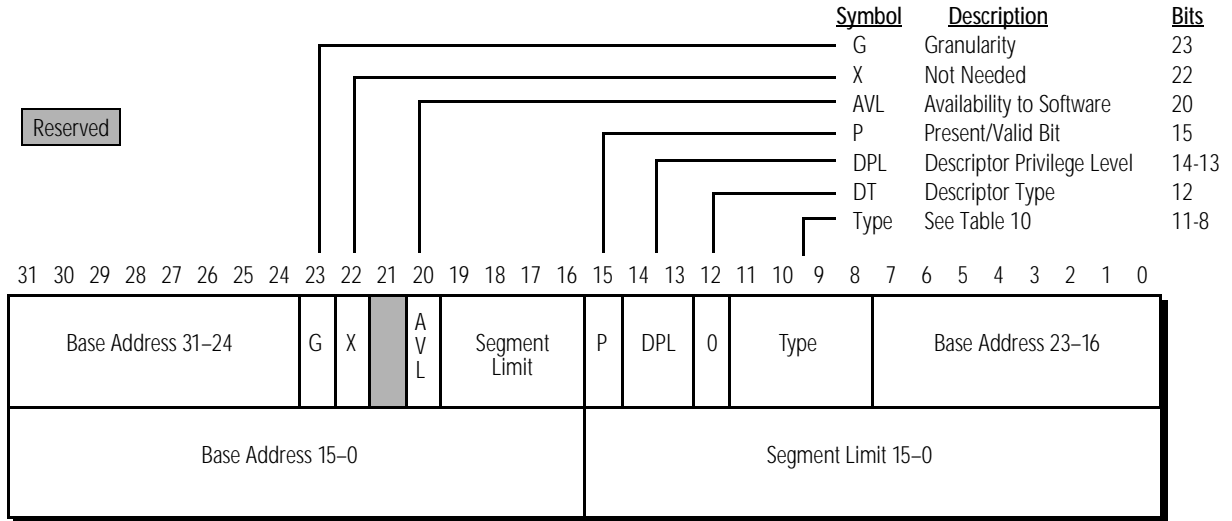 Symbol Description Bits
G Granularity 23
X Not Needed 22
AVL Availability to Software 20
P Present/Valid Bit 15
DPL Descriptor Privilege Level 14-13
DT Descriptor Type 12
Type See Table 10 11-8
Reserved
31 30 29 28 27 26 25 24 23 22 21 20 19 18 17 16 15 14 13 12 11 10 9 8 7 6 5 4 3 2 1 0
Base Address 31–24
G
X
A
V
L
Segment
Limit
P
DPL
0
Type
Base Address 23–16
Base Address 15–0
Segment Limit 15–0